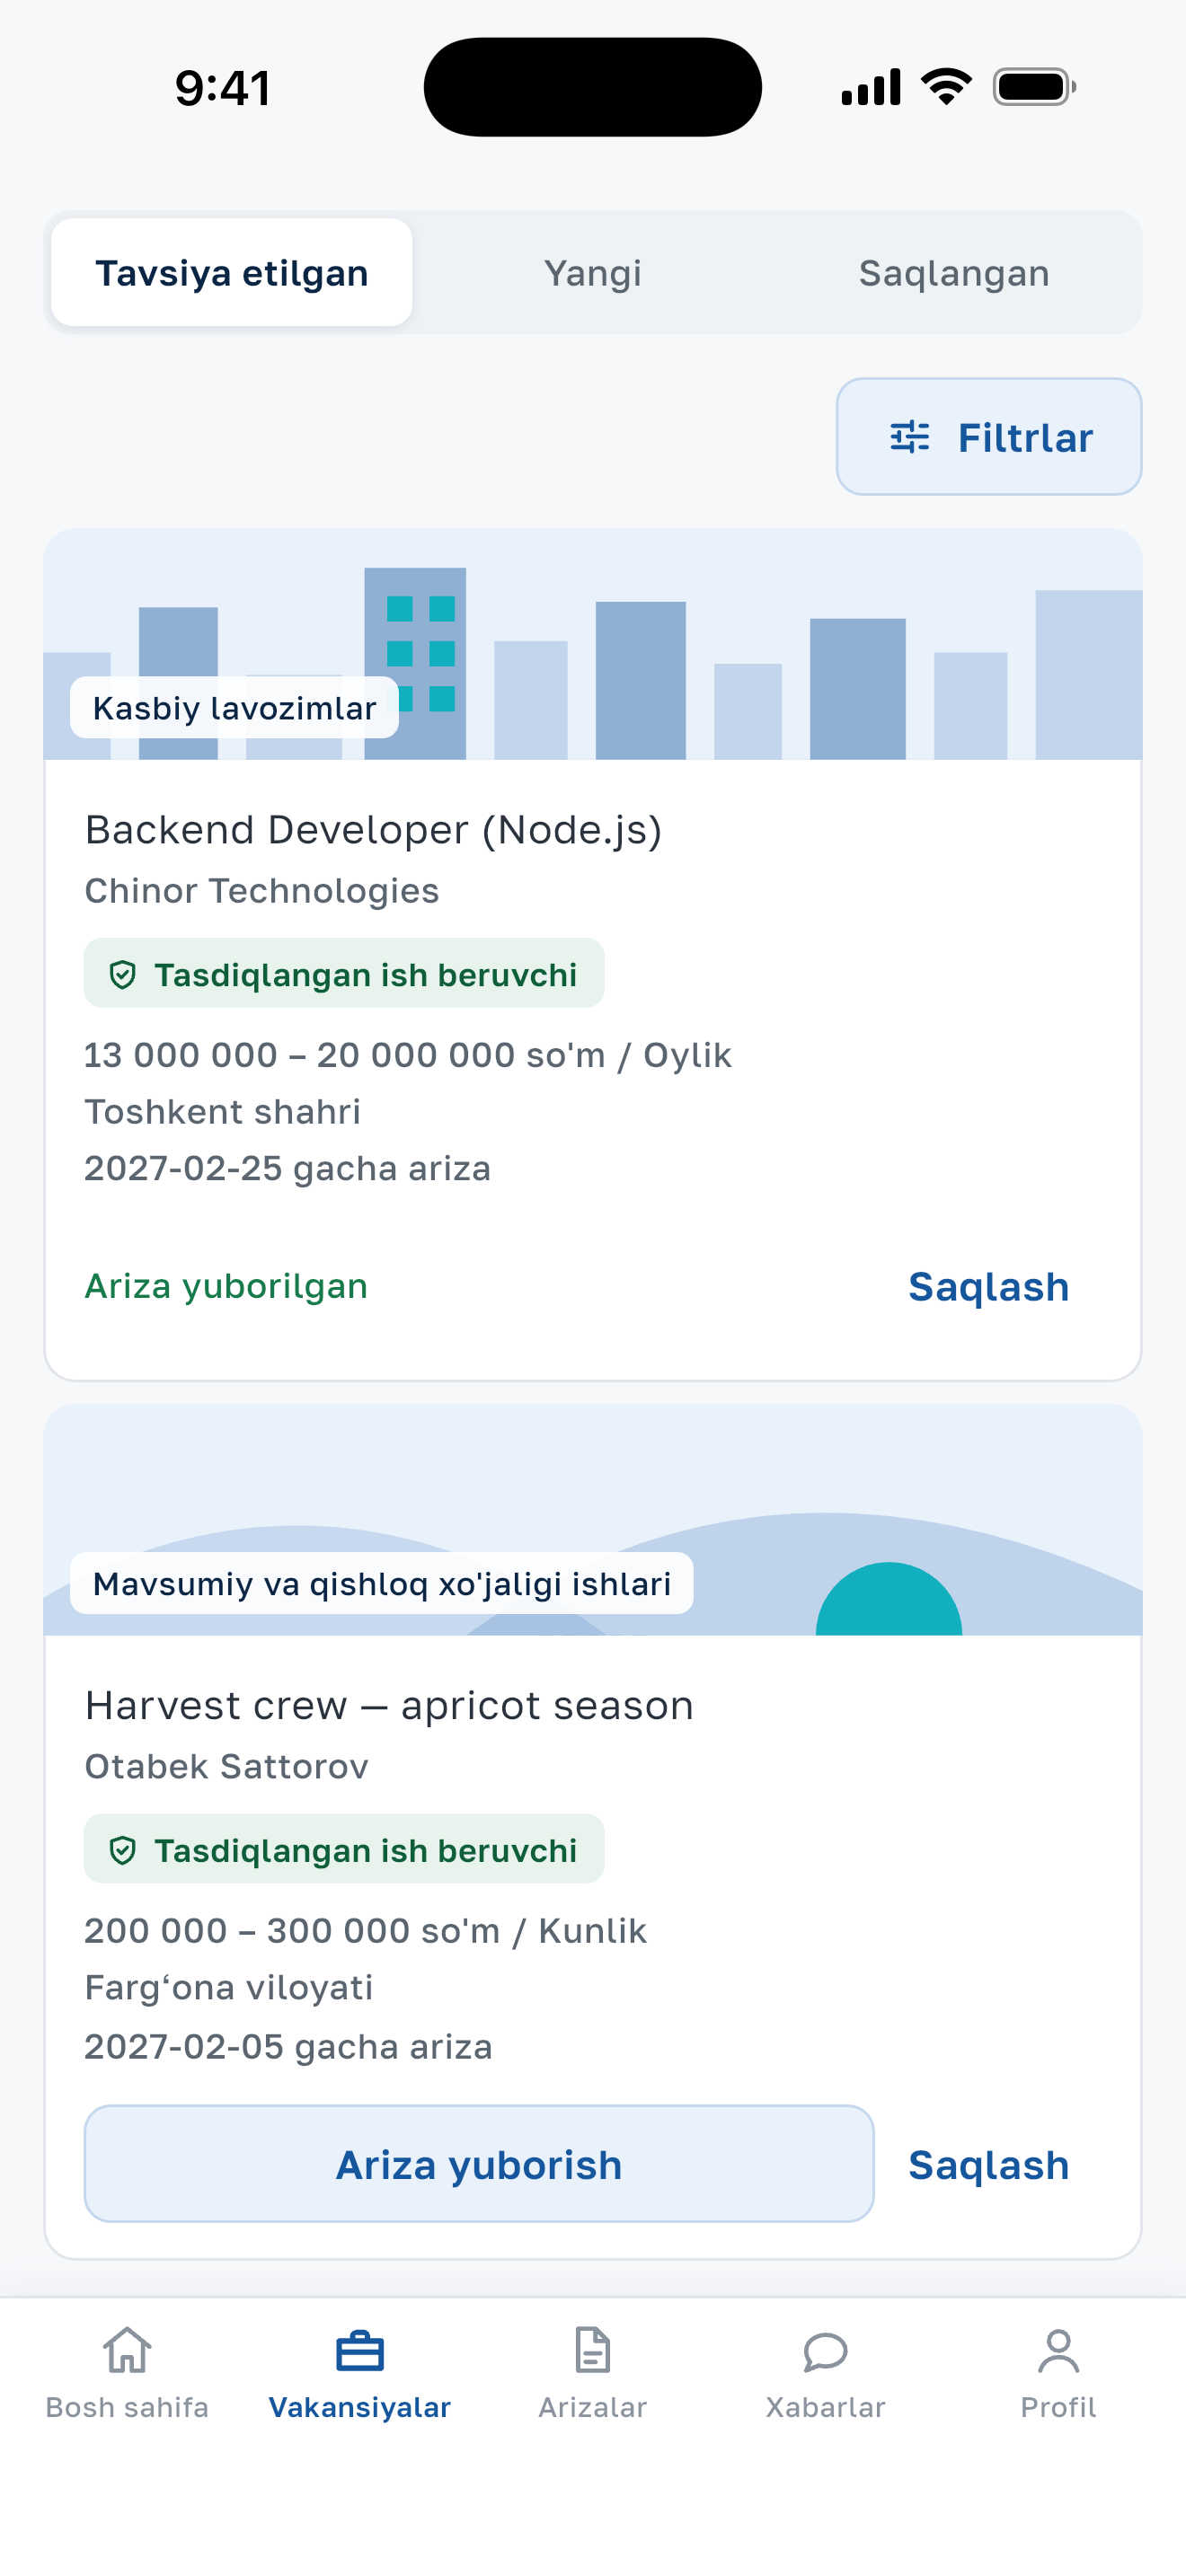 9:41
Tavsiya etilgan
Yangi
Saqlangan
Filtrlar
Kasbiy lavozimlar
Backend Developer (Node.js)
Chinor Technologies
Tasdiqlangan ish beruvchi
13 000 000 – 20 000 000 so'm / Oylik
Toshkent shahri
2027-02-25 gacha ariza
Ariza yuborilgan
Saqlash
Mavsumiy va qishloq xo'jaligi ishlari
Harvest crew — apricot season
Otabek Sattorov
Tasdiqlangan ish beruvchi
200 000 – 300 000 so'm / Kunlik
Farg‘ona viloyati
2027-02-05 gacha ariza
Ariza yuborish
Saqlash
Bosh sahifa
Vakansiyalar
Arizalar
Xabarlar
Profil